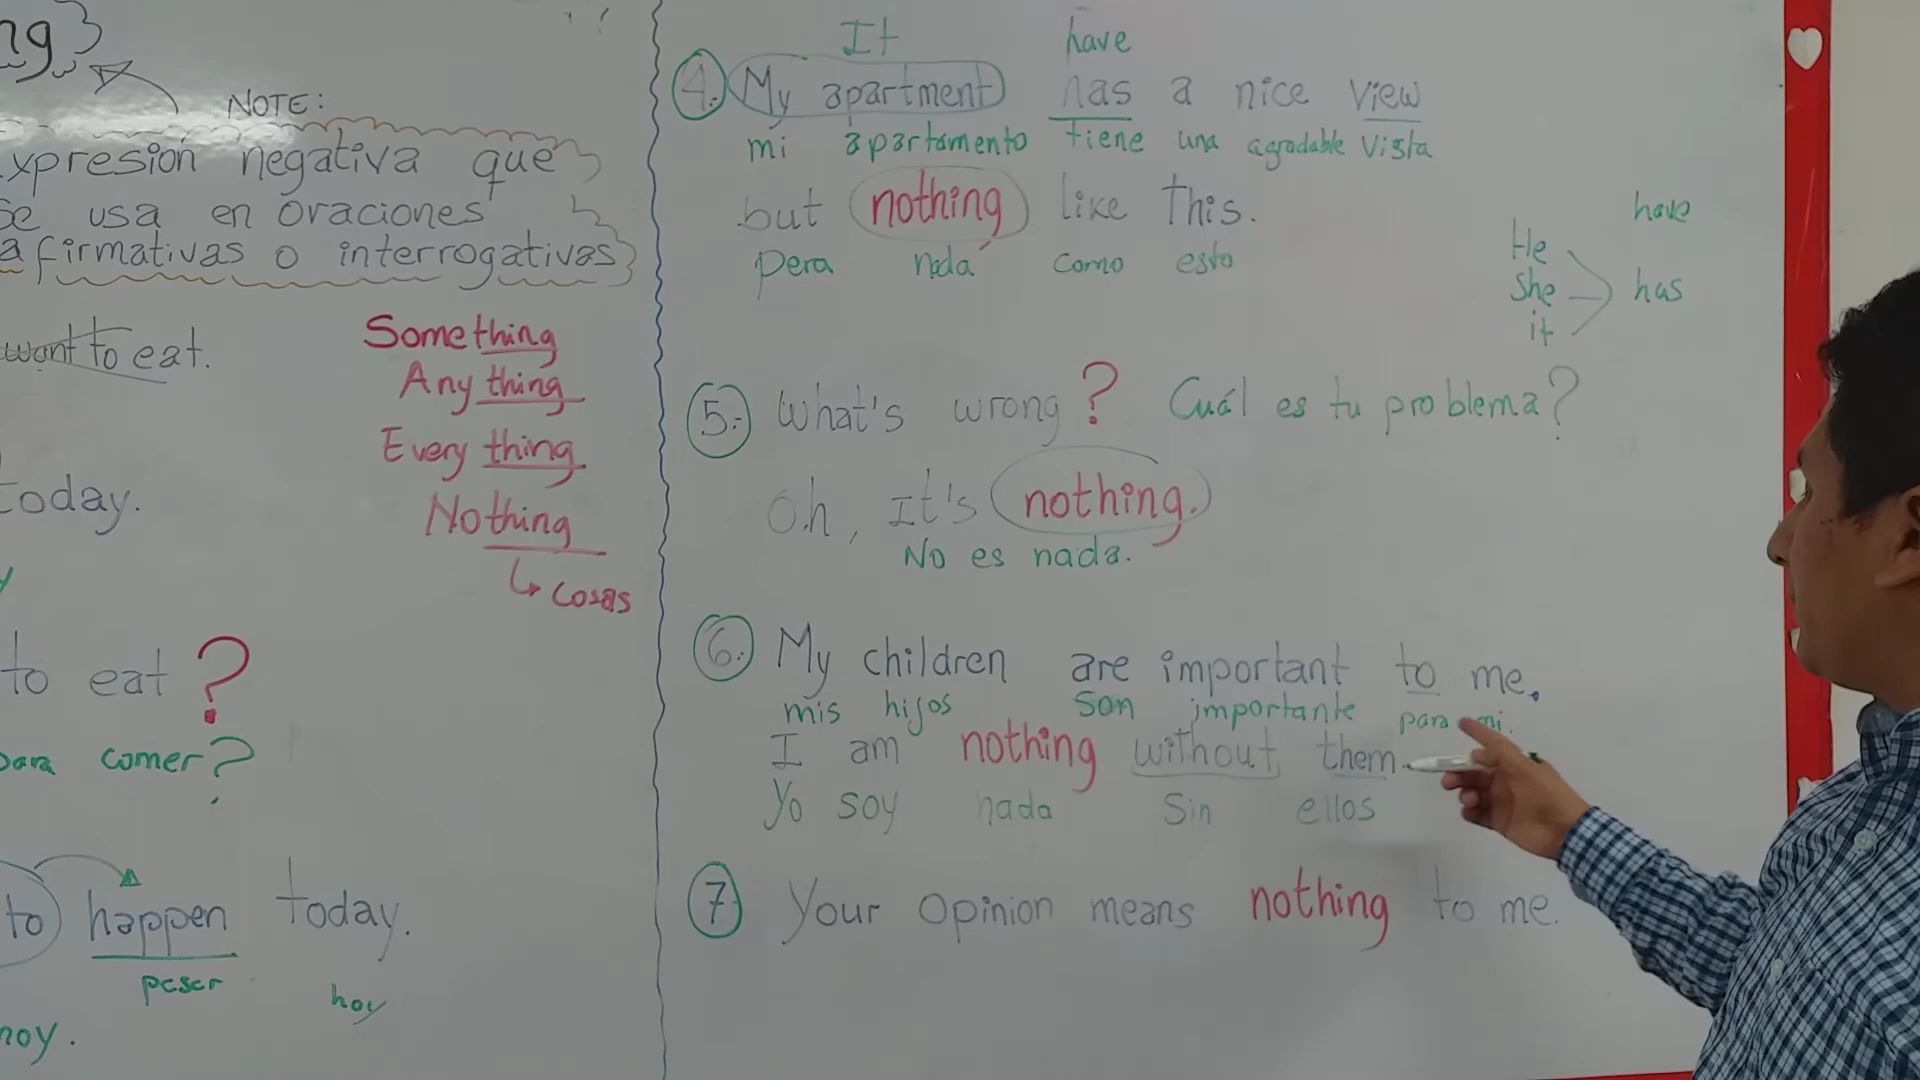 ng
NOTE:
xpresion negativa que
se usa en oraciones
afirmativas o interrogativas
want to eat.
Something
Anything
Everything
Nothing
cosas
today.
to eat?
para comer?
to happen today.
pasar hoy
hoy.
It have
4. My apartment has a nice view
mi apartamento tiene una agradable vista
but nothing like this.
pero nada como esto
have
He
She has
it
5. What's wrong? Cuál es tu problema?
Oh, It's nothing.
No es nada.
6. My children are important to me.
mis hijos son importante para mi.
I am nothing without them.
Yo soy nada sin ellos
7. Your opinion means nothing to me.